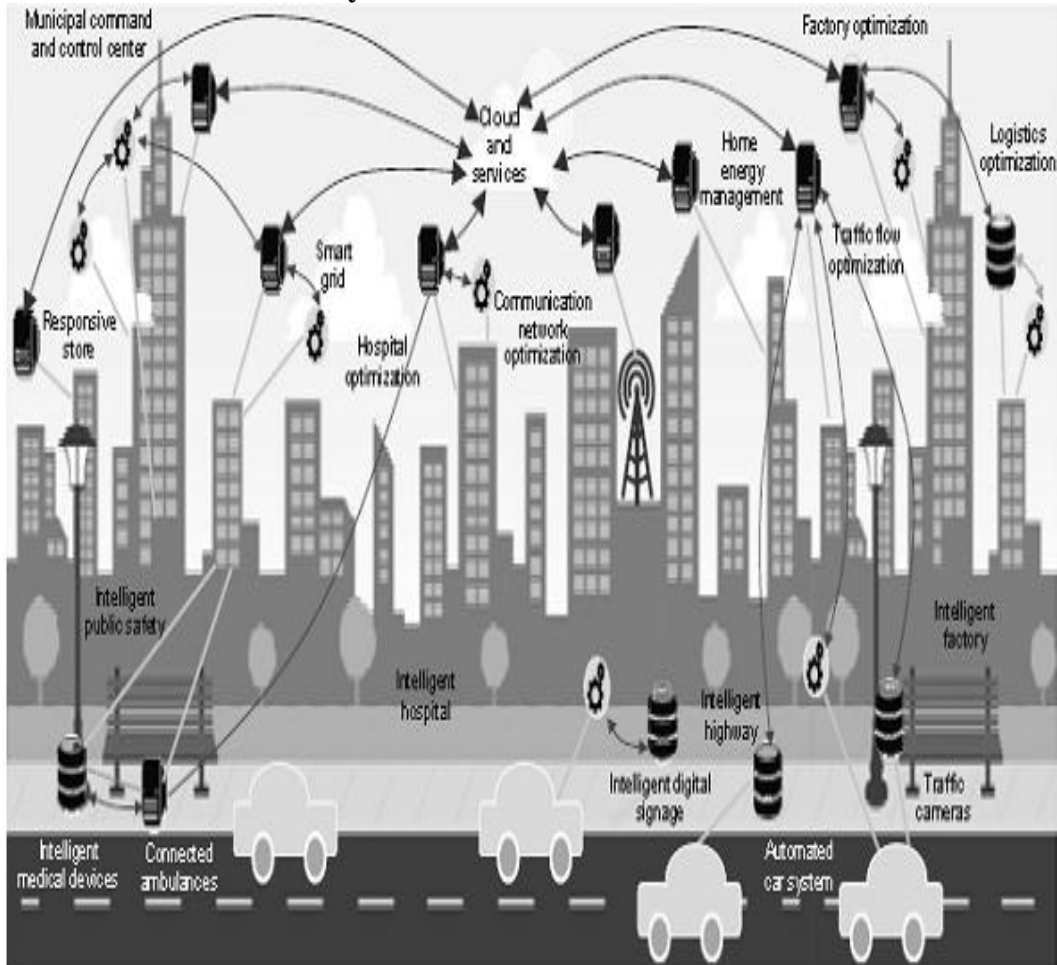 Municipal command
and control center
Factory optimization
Cloud
and
services
Home
energy
management
Logistics
optimization
Smart
grid
Traffic flow
optimization
Responsive
store
Hospital
optimization
Communication
network
optimization
Intelligent
public safety
Intelligent
factory
Intelligent
hospital
Intelligent
highway
Intelligent digital
signage
Traffic
cameras
Intelligent
medical devices
Connected
ambulances
Automated
car system